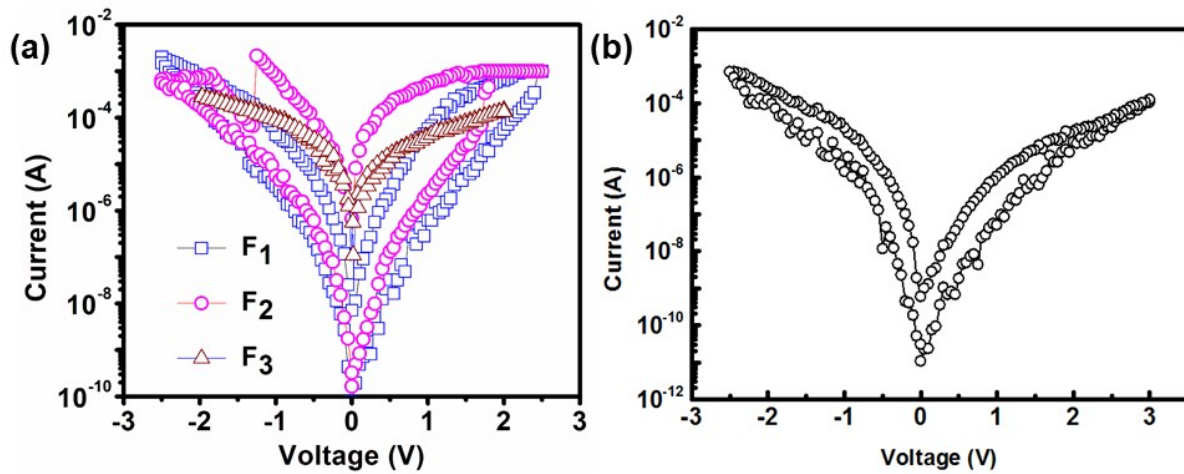 (a)
Current (A)
10⁻²
10⁻⁴
10⁻⁶
10⁻⁸
10⁻¹⁰
F₁
F₂
F₃
-3 -2 -1 0 1 2 3
Voltage (V)
(b)
Current (A)
10⁻²
10⁻⁴
10⁻⁶
10⁻⁸
10⁻¹⁰
10⁻¹²
-3 -2 -1 0 1 2 3
Voltage (V)